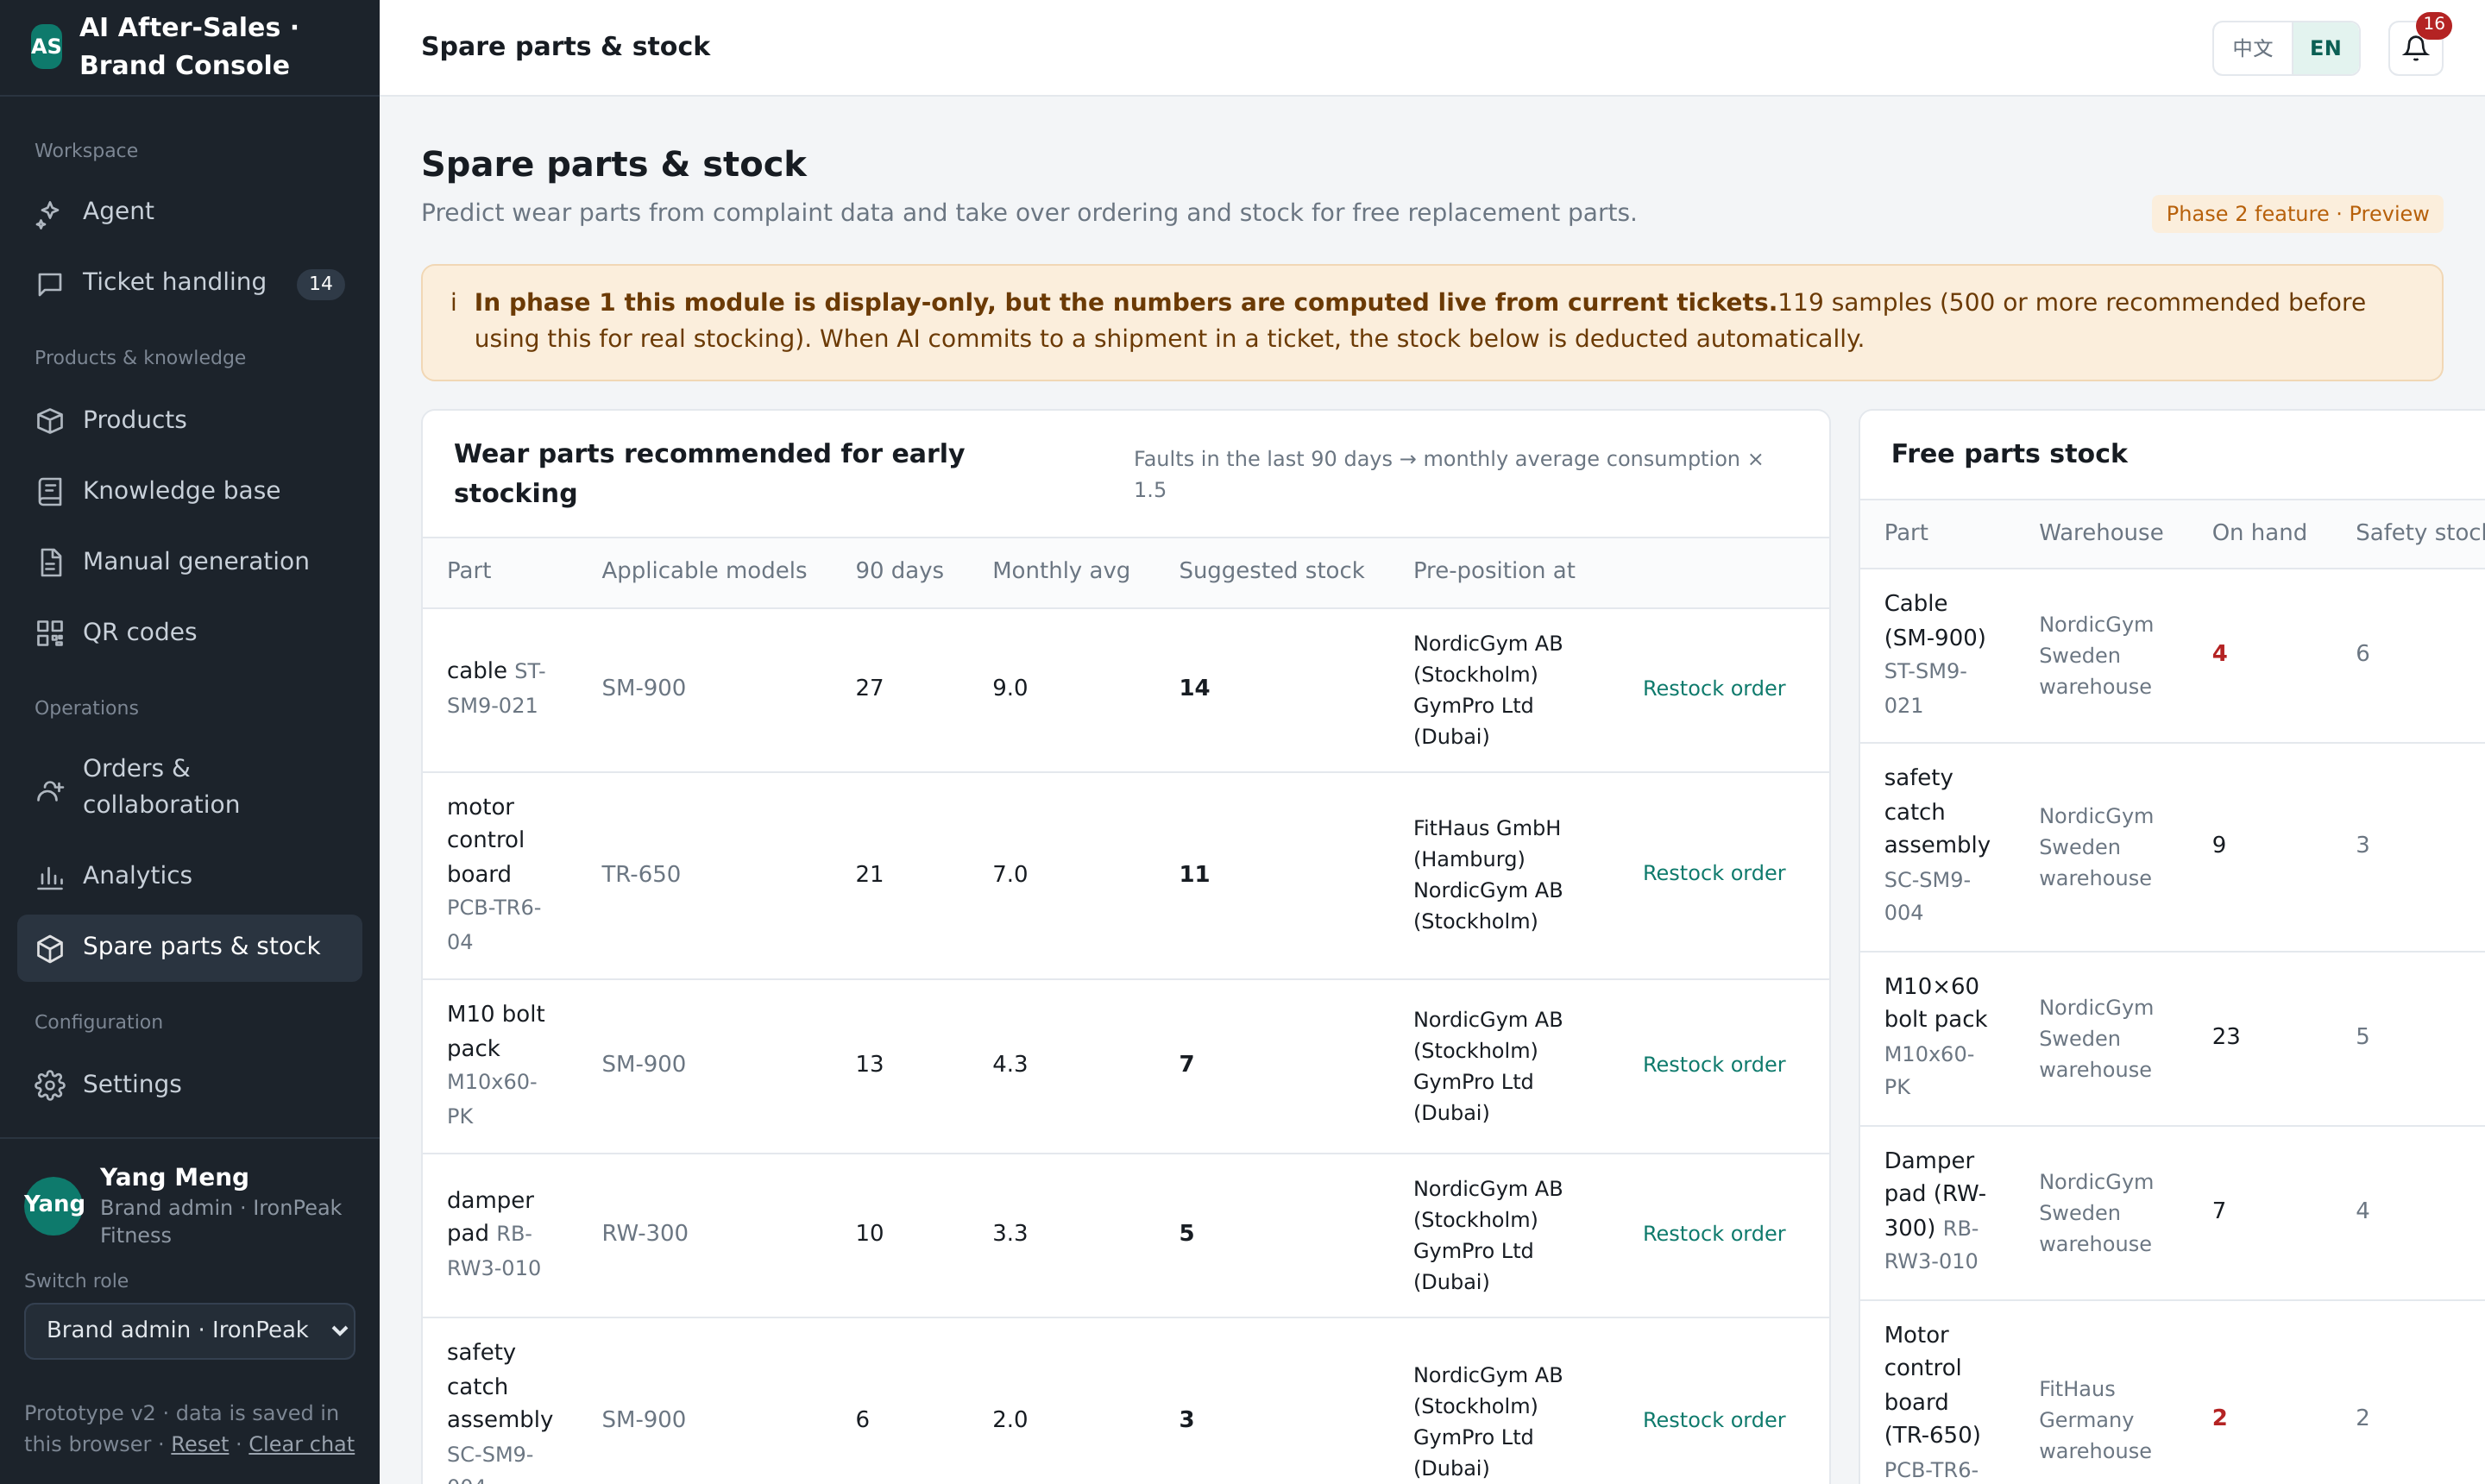 AS
AI After-Sales ·
Brand Console
Workspace
Agent
Ticket handling 14
Products & knowledge
Products
Knowledge base
Manual generation
QR codes
Operations
Orders &
collaboration
Analytics
Spare parts & stock
Configuration
Settings
Yang
Yang Meng
Brand admin · IronPeak
Fitness
Switch role
Brand admin · IronPeak
Prototype v2 · data is saved in
this browser · Reset · Clear chat
Spare parts & stock
中文 EN
16
Spare parts & stock
Predict wear parts from complaint data and take over ordering and stock for free replacement parts.
Phase 2 feature · Preview
i In phase 1 this module is display-only, but the numbers are computed live from current tickets.119 samples (500 or more recommended before
using this for real stocking). When AI commits to a shipment in a ticket, the stock below is deducted automatically.
Wear parts recommended for early
stocking
Faults in the last 90 days → monthly average consumption ×
1.5
Part Applicable models 90 days Monthly avg Suggested stock Pre-position at
cable ST-
SM9-021
SM-900 27 9.0 14
NordicGym AB
(Stockholm)
GymPro Ltd
(Dubai)
Restock order
motor
control
board
PCB-TR6-
04
TR-650 21 7.0 11
FitHaus GmbH
(Hamburg)
NordicGym AB
(Stockholm)
Restock order
M10 bolt
pack
M10x60-
PK
SM-900 13 4.3 7
NordicGym AB
(Stockholm)
GymPro Ltd
(Dubai)
Restock order
damper
pad RB-
RW3-010
RW-300 10 3.3 5
NordicGym AB
(Stockholm)
GymPro Ltd
(Dubai)
Restock order
safety
catch
assembly
SC-SM9-
004
SM-900 6 2.0 3
NordicGym AB
(Stockholm)
GymPro Ltd
(Dubai)
Restock order
Free parts stock
Part Warehouse On hand Safety stock
Cable
(SM-900)
ST-SM9-
021
NordicGym
Sweden
warehouse
4 6
safety
catch
assembly
SC-SM9-
004
NordicGym
Sweden
warehouse
9 3
M10×60
bolt pack
M10x60-
PK
NordicGym
Sweden
warehouse
23 5
Damper
pad (RW-
300) RB-
RW3-010
NordicGym
Sweden
warehouse
7 4
Motor
control
board
(TR-650)
PCB-TR6-
FitHaus
Germany
warehouse
2 2